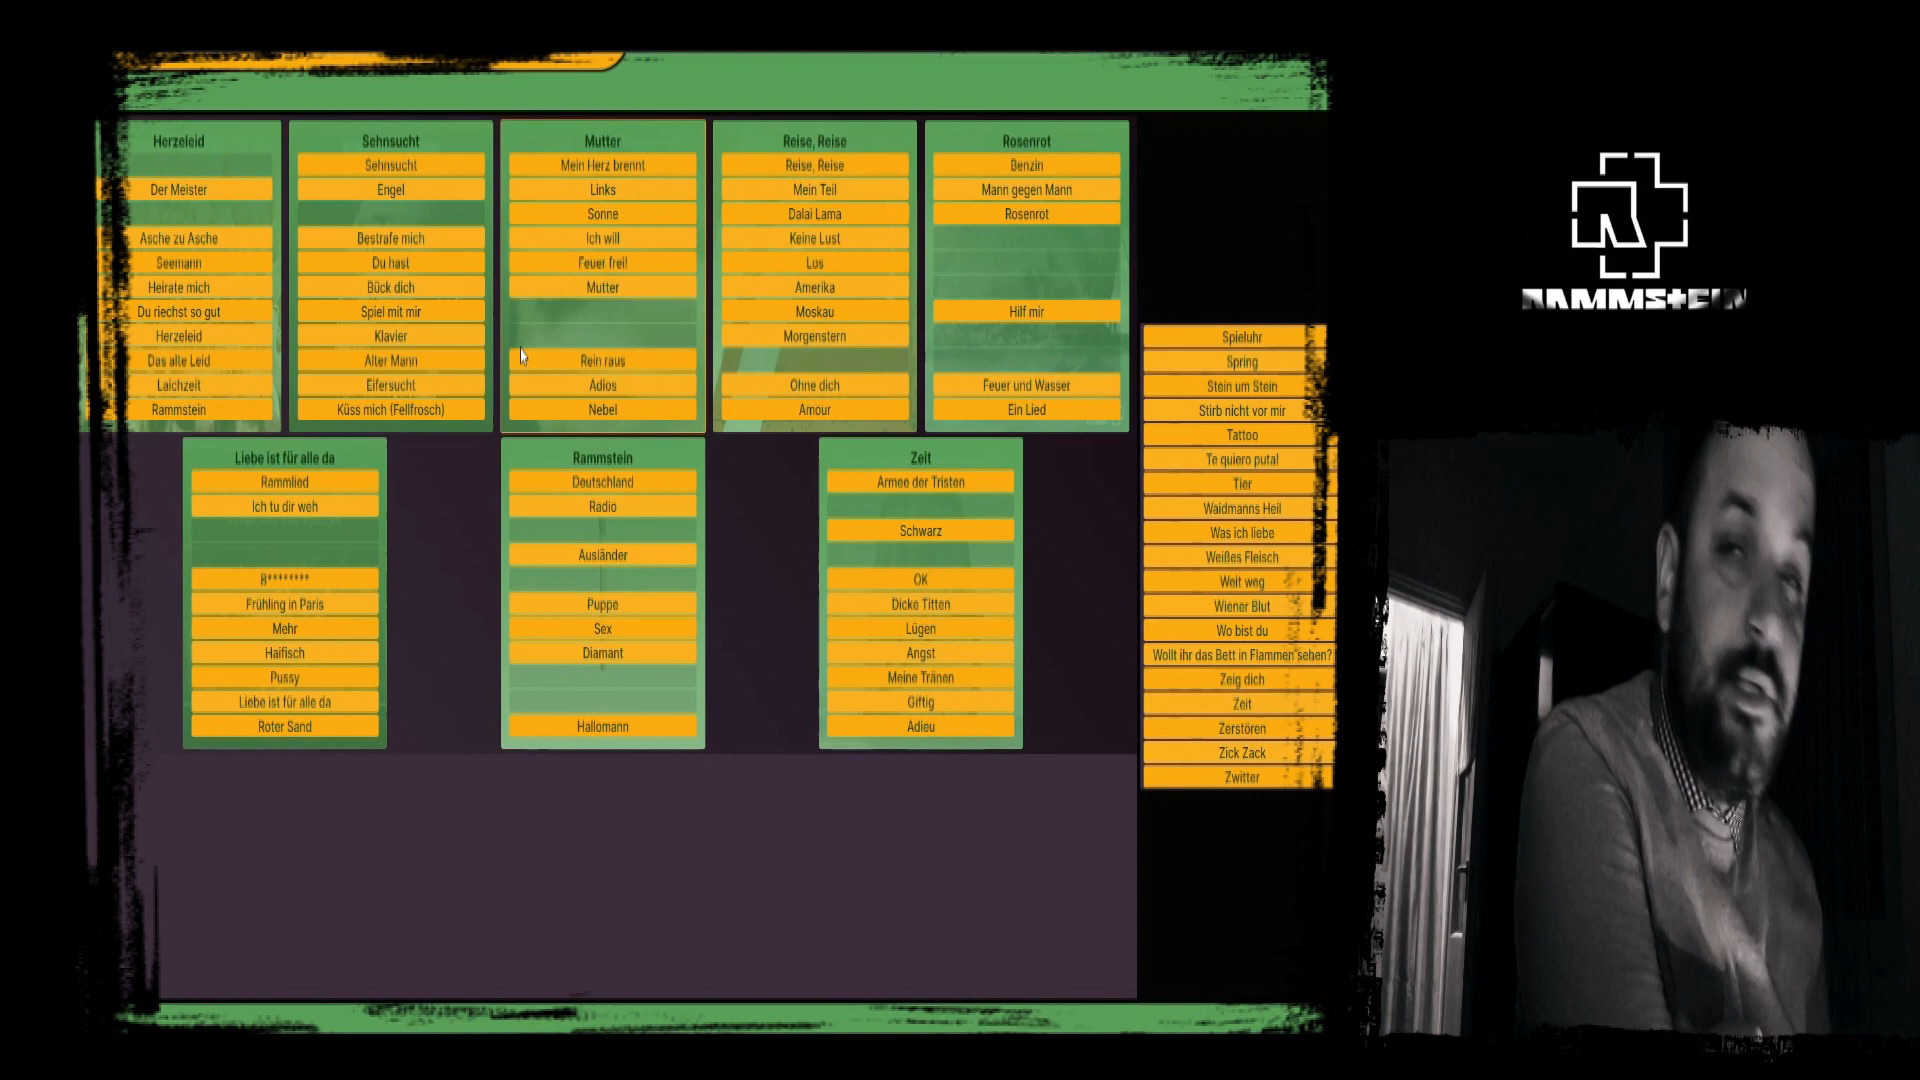 Herzeleid
Der Meister
Asche zu Asche
Seemann
Heirate mich
Du riechst so gut
Herzeleid
Das alte Leid
Laichzeit
Rammstein
Sehnsucht
Sehnsucht
Engel
Bestrafe mich
Du hast
Bück dich
Spiel mit mir
Klavier
Alter Mann
Eifersucht
Küss mich (Fellfrosch)
Mutter
Mein Herz brennt
Links
Sonne
Ich will
Feuer frei!
Mutter
Rein raus
Adios
Nebel
Reise, Reise
Reise, Reise
Mein Teil
Dalai Lama
Keine Lust
Los
Amerika
Moskau
Morgenstern
Ohne dich
Amour
Rosenrot
Benzin
Mann gegen Mann
Rosenrot
Hilf mir
Feuer und Wasser
Ein Lied
Liebe ist für alle da
Rammlied
Ich tu dir weh
B********
Frühling in Paris
Mehr
Haifisch
Pussy
Liebe ist für alle da
Roter Sand
Rammstein
Deutschland
Radio
Ausländer
Puppe
Sex
Diamant
Hallomann
Zeit
Armee der Tristen
Schwarz
OK
Dicke Titten
Lügen
Angst
Meine Tränen
Giftig
Adieu
Spieluhr
Spring
Stein um Stein
Stirb nicht vor mir
Tattoo
Te quiero puta!
Tier
Waidmanns Heil
Was ich liebe
Weißes Fleisch
Weit weg
Wiener Blut
Wo bist du
Wollt ihr das Bett in Flammen sehen?
Zeig dich
Zeit
Zerstören
Zick Zack
Zwitter
RAMMSTEIN